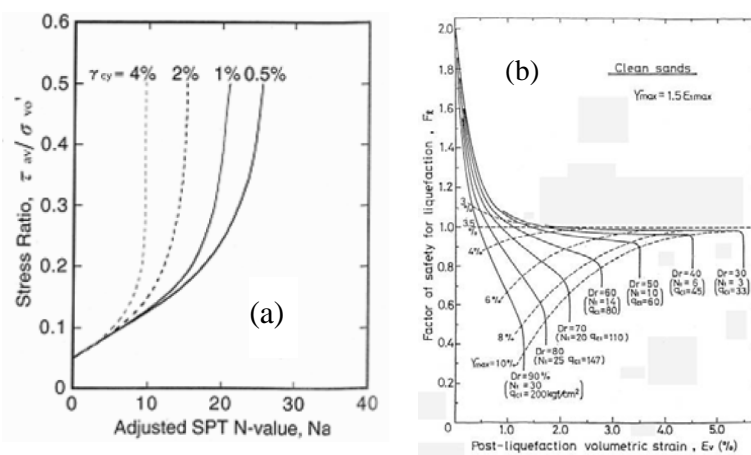 0.6
0.5
0.4
0.3
0.2
0.1
0
γcy = 4% 2% 1% 0.5%
Stress Ratio, τav/σvo'
(a)
0 10 20 30 40
Adjusted SPT N-value, Na
(b)
2.0
1.8
1.6
1.4
1.2
1.0
0.8
0.6
0.4
0.2
0
Clean sands
γmax=1.5εmax
Factor of safety for liquefaction, Fℓ
3.5
4%
6%
8%
γmax=10%
Dr=30
(N1= 3
qc1= 33)
Dr=40
(N1= 6
qc1=45)
Dr=50
(N1=10
qc1=60)
Dr=60
(N1=14
qc1=80)
Dr=70
(N1=20 qc1=110)
Dr=80
(N1=25 qc1=147)
Dr=90%
(N1= 30
qc1=200kgf/cm²)
0 1.0 2.0 3.0 4.0 5.0
Post-liquefaction volumetric strain, εv (%)